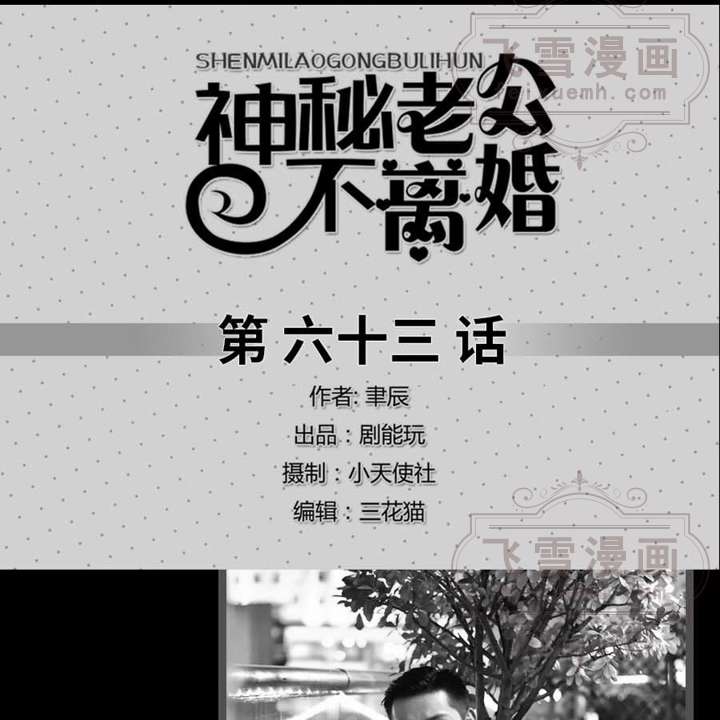 SHENMILAOGONGBULIHUN
神秘老公
不离婚
飞雪漫画
第六十三话
作者: 聿辰
出品：剧能玩
摄制：小天使社
编辑：三花猫
飞雪漫画